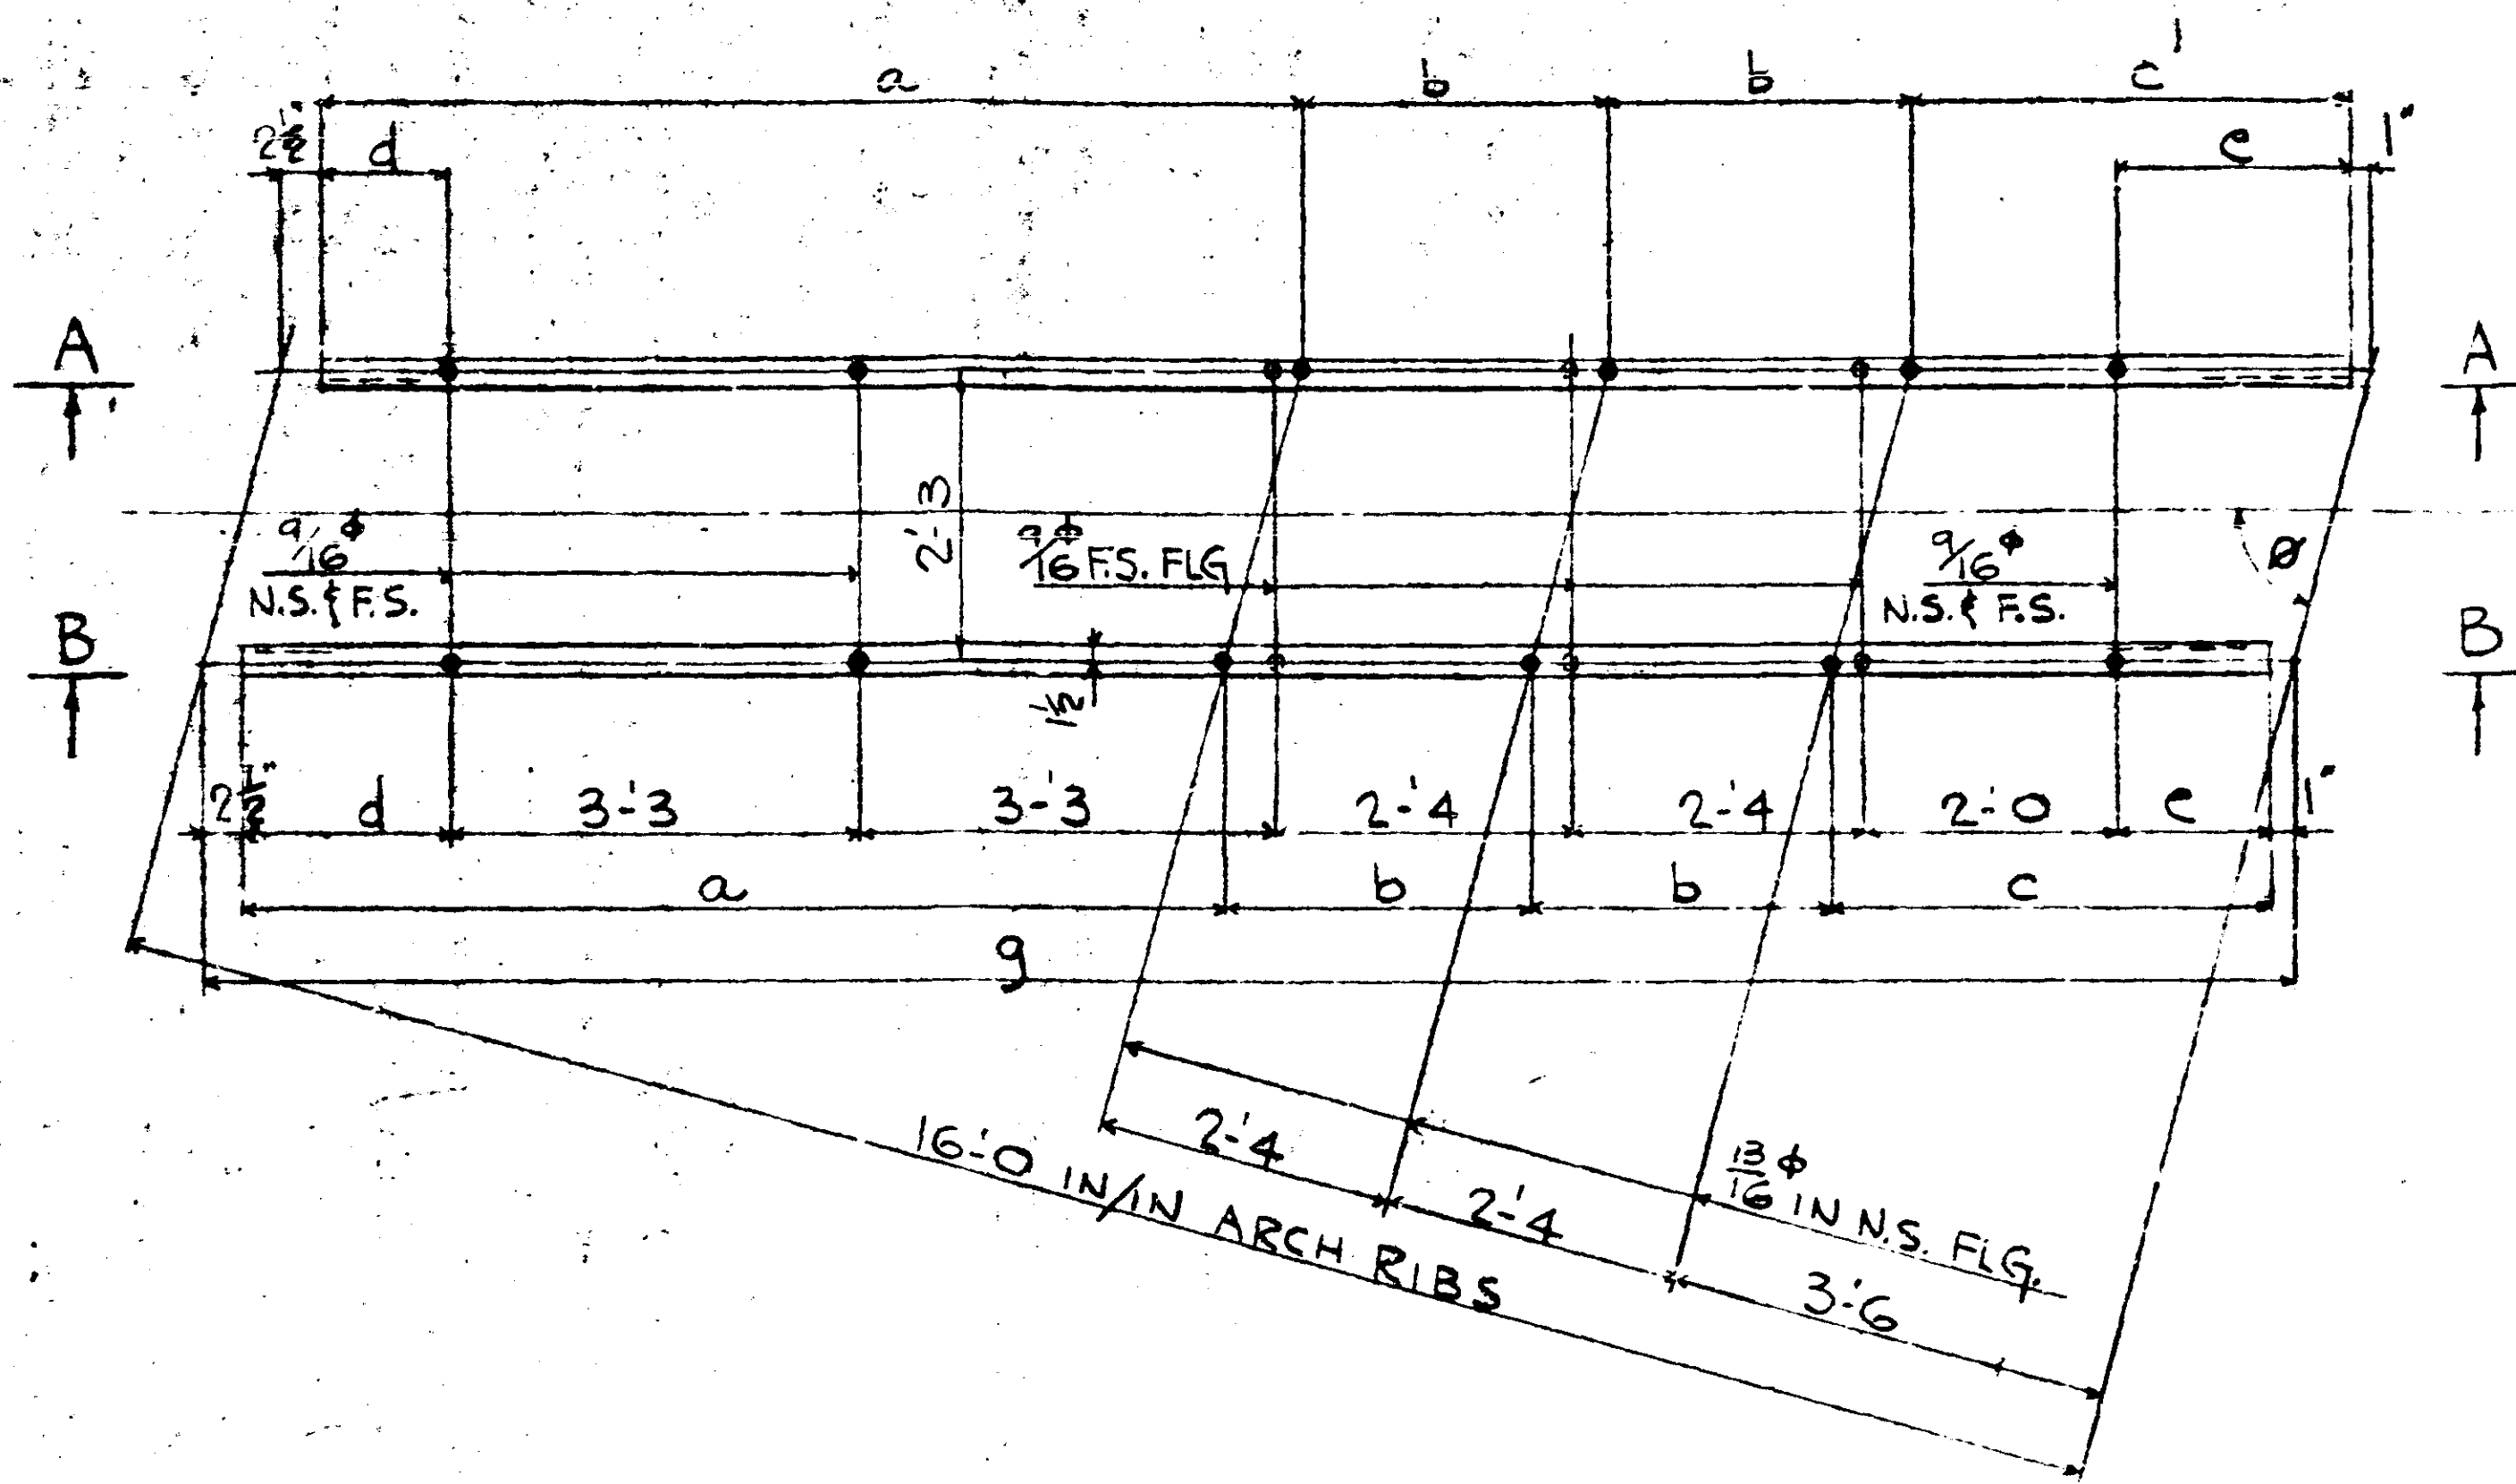 a b b c'
2½" d e 1"
A A
9/16 φ
N.S. & F.S.
2'-3
9/16 φ F.S. FLG
9/16 φ
N.S. & F.S.
Ø
B B
1½
2½" d 3'-3 3'-3 2'-4 2'-4 2'-0 e 1"
a b b c
g
2'-4 2'-4 3'-6
13/16 φ IN N.S. FLG.
16'-0 IN/IN ARCH RIBS